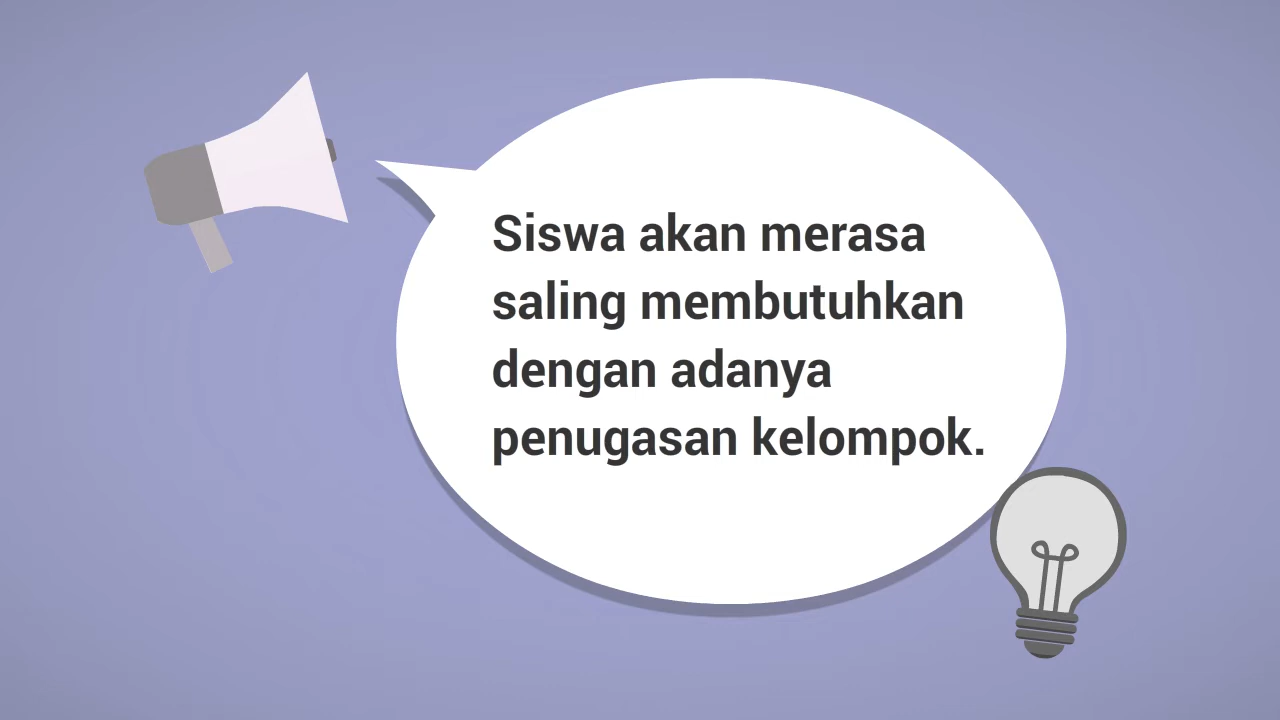 Siswa akan merasa
saling membutuhkan
dengan adanya
penugasan kelompok.